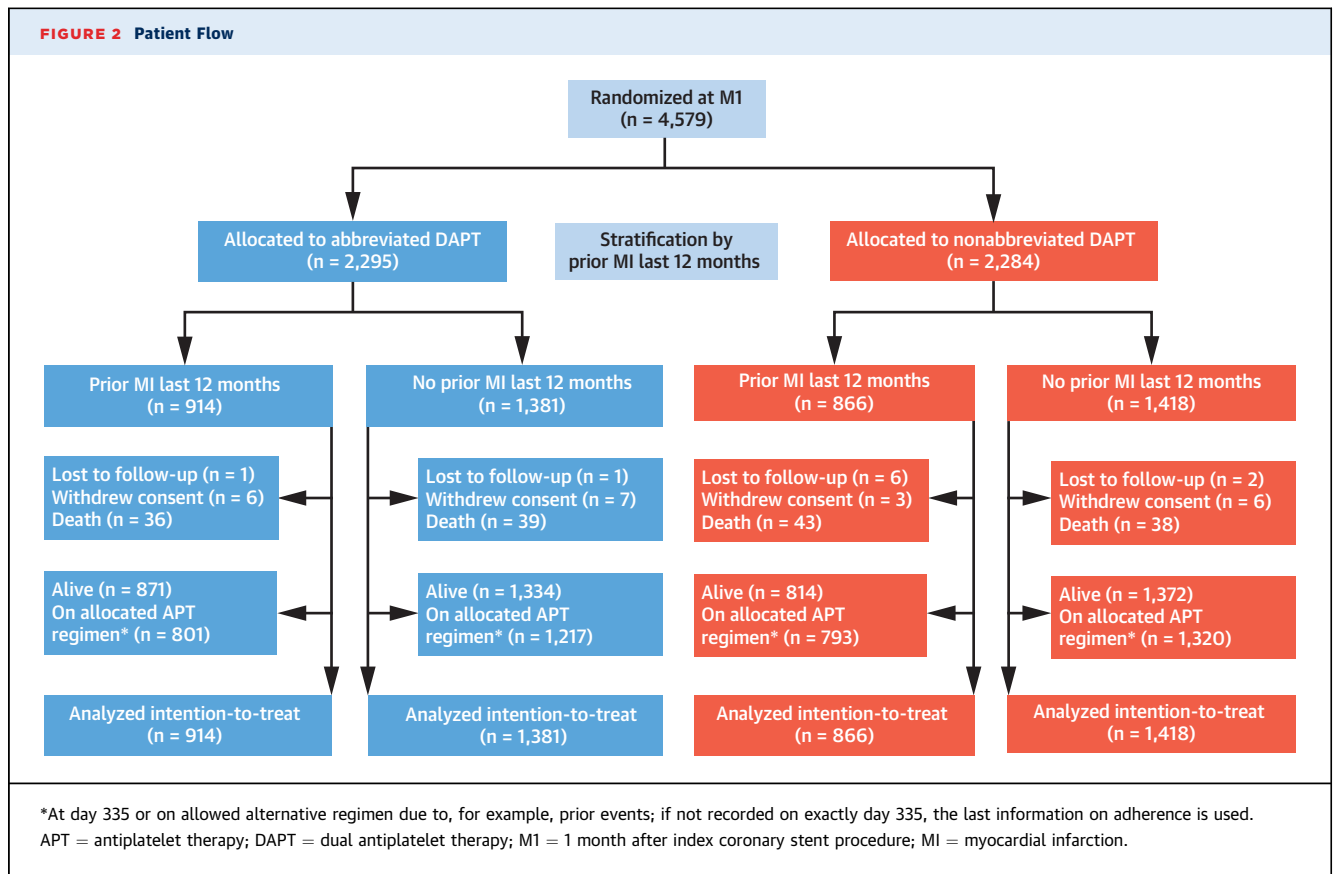 FIGURE 2 Patient Flow
Randomized at M1
(n = 4,579)
Allocated to abbreviated DAPT
(n = 2,295)
Stratification by
prior MI last 12 months
Allocated to nonabbreviated DAPT
(n = 2,284)
Prior MI last 12 months
(n = 914)
No prior MI last 12 months
(n = 1,381)
Prior MI last 12 months
(n = 866)
No prior MI last 12 months
(n = 1,418)
Lost to follow-up (n = 1)
Withdrew consent (n = 6)
Death (n = 36)
Lost to follow-up (n = 1)
Withdrew consent (n = 7)
Death (n = 39)
Lost to follow-up (n = 6)
Withdrew consent (n = 3)
Death (n = 43)
Lost to follow-up (n = 2)
Withdrew consent (n = 6)
Death (n = 38)
Alive (n = 871)
On allocated APT
regimen* (n = 801)
Alive (n = 1,334)
On allocated APT
regimen* (n = 1,217)
Alive (n = 814)
On allocated APT
regimen* (n = 793)
Alive (n = 1,372)
On allocated APT
regimen* (n = 1,320)
Analyzed intention-to-treat
(n = 914)
Analyzed intention-to-treat
(n = 1,381)
Analyzed intention-to-treat
(n = 866)
Analyzed intention-to-treat
(n = 1,418)
*At day 335 or on allowed alternative regimen due to, for example, prior events; if not recorded on exactly day 335, the last information on adherence is used.
APT = antiplatelet therapy; DAPT = dual antiplatelet therapy; M1 = 1 month after index coronary stent procedure; MI = myocardial infarction.